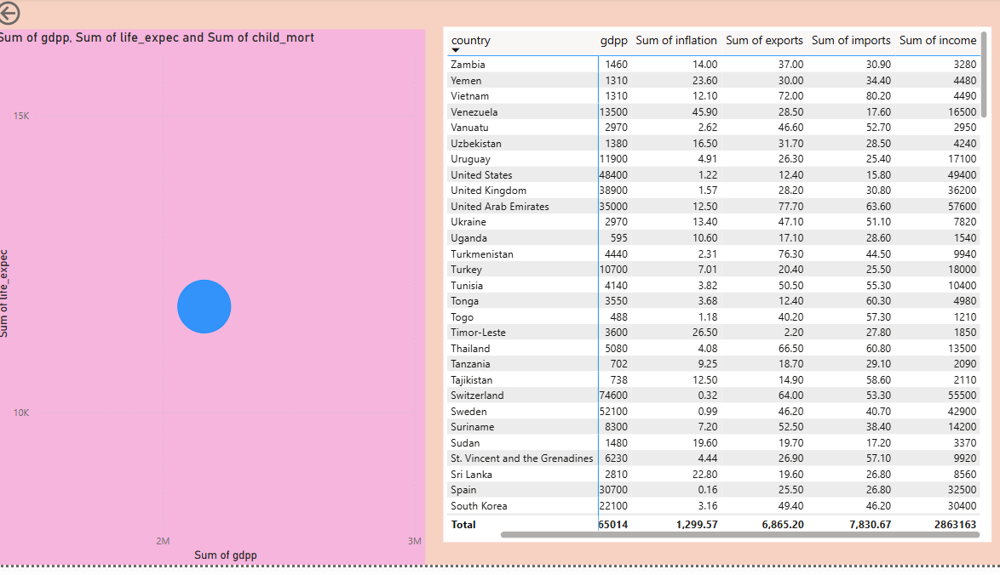 Sum of gdpp, Sum of life_expec and Sum of child_mort
15K
10K
Sum of life_expec
2M 3M
Sum of gdpp
country gdpp Sum of inflation Sum of exports Sum of imports Sum of income
Zambia 1460 14.00 37.00 30.90 3280
Yemen 1310 23.60 30.00 34.40 4480
Vietnam 1310 12.10 72.00 80.20 4490
Venezuela 13500 45.90 28.50 17.60 16500
Vanuatu 2970 2.62 46.60 52.70 2950
Uzbekistan 1380 16.50 31.70 28.50 4240
Uruguay 11900 4.91 26.30 25.40 17100
United States 48400 1.22 12.40 15.80 49400
United Kingdom 38900 1.57 28.20 30.80 36200
United Arab Emirates 35000 12.50 77.70 63.60 57600
Ukraine 2970 13.40 47.10 51.10 7820
Uganda 595 10.60 17.10 28.60 1540
Turkmenistan 4440 2.31 76.30 44.50 9940
Turkey 10700 7.01 20.40 25.50 18000
Tunisia 4140 3.82 50.50 55.30 10400
Tonga 3550 3.68 12.40 60.30 4980
Togo 488 1.18 40.20 57.30 1210
Timor-Leste 3600 26.50 2.20 27.80 1850
Thailand 5080 4.08 66.50 60.80 13500
Tanzania 702 9.25 18.70 29.10 2090
Tajikistan 738 12.50 14.90 58.60 2110
Switzerland 74600 0.32 64.00 53.30 55500
Sweden 52100 0.99 46.20 40.70 42900
Suriname 8300 7.20 52.50 38.40 14200
Sudan 1480 19.60 19.70 17.20 3370
St. Vincent and the Grenadines 6230 4.44 26.90 57.10 9920
Sri Lanka 2810 22.80 19.60 26.80 8560
Spain 30700 0.16 25.50 26.80 32500
South Korea 22100 3.16 49.40 46.20 30400
Total 65014 1,299.57 6,865.20 7,830.67 2863163